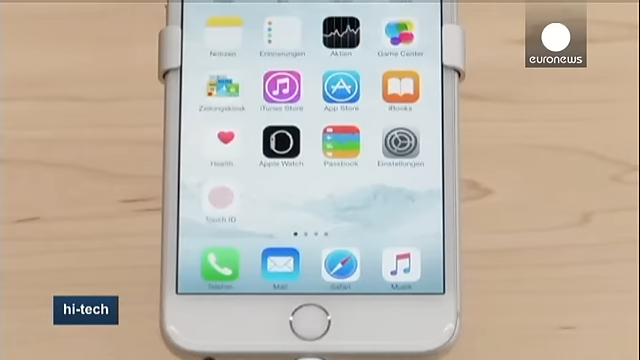 euronews
Notizen Erinnerungen Aktien Game Center
Zeitungskiosk iTunes Store App Store iBooks
Health Apple Watch Passbook Einstellungen
Touch ID
Telefon Mail Safari Musik
hi-tech